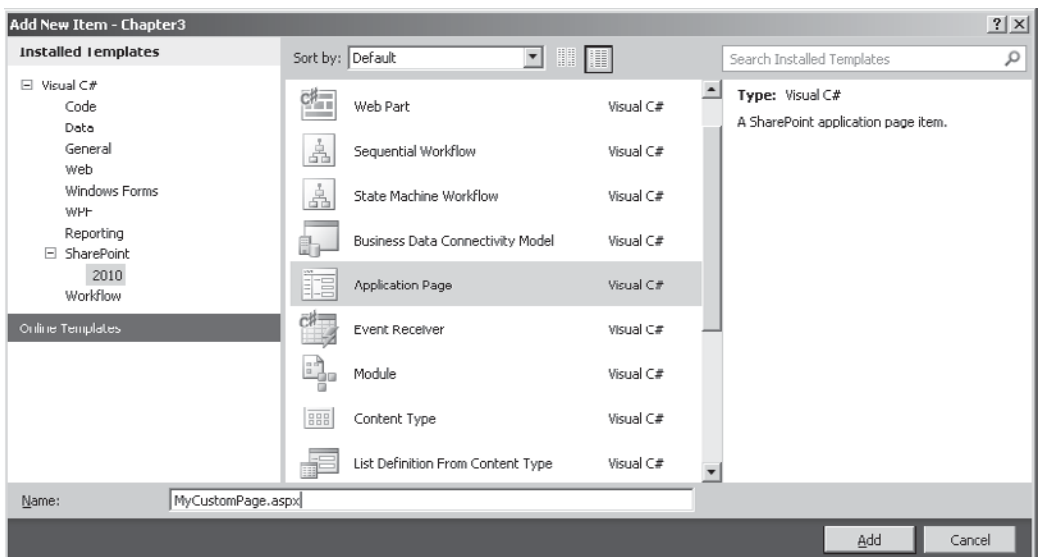 Add New Item - Chapter3
Installed Templates
Sort by: Default
Search Installed Templates
Visual C#
Code
Data
General
Web
Windows Forms
WPF
Reporting
SharePoint
2010
Workflow
Online Templates
Web Part Visual C#
Sequential Workflow Visual C#
State Machine Workflow Visual C#
Business Data Connectivity Model Visual C#
Application Page Visual C#
Event Receiver Visual C#
Module Visual C#
Content Type Visual C#
List Definition From Content Type Visual C#
Type: Visual C#
A SharePoint application page item.
Name: MyCustomPage.aspx
Add Cancel